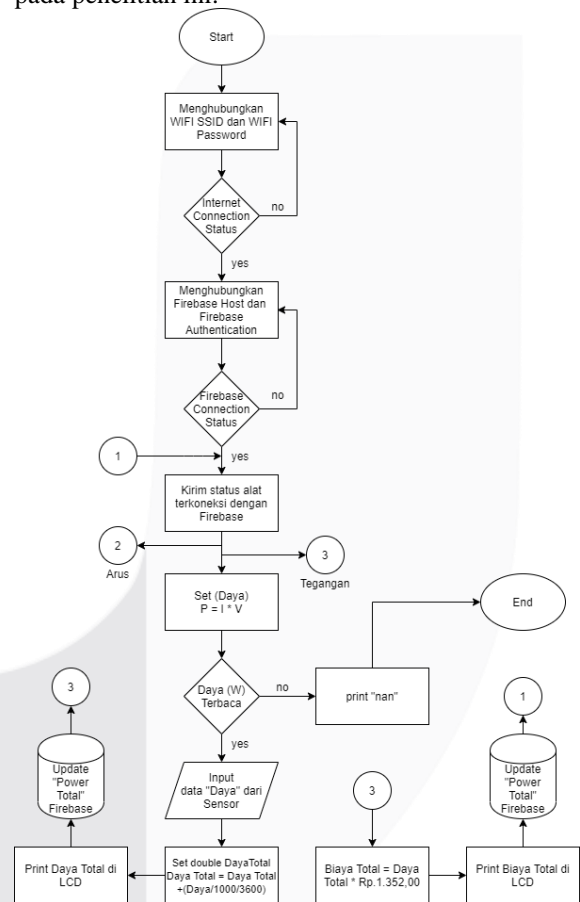 pada penelitian ini.
Start
Menghubungkan
WIFI SSID dan WIFI
Password
Internet
Connection
Status
no
yes
Menghubungkan
Firebase Host dan
Firebase
Authentication
Firebase
Connection
Status
no
1
yes
Kirim status alat
terkoneksi dengan
Firebase
2
Arus
3
Tegangan
Set (Daya)
P = I * V
End
Daya (W)
Terbaca
no
print "nan"
yes
3
Update
"Power
Total"
Firebase
Input
data "Daya" dari
Sensor
3
1
Update
"Power
Total"
Firebase
Print Daya Total di
LCD
Set double DayaTotal
Daya Total = Daya Total
+(Daya/1000/3600)
Biaya Total = Daya
Total * Rp.1.352,00
Print Biaya Total di
LCD